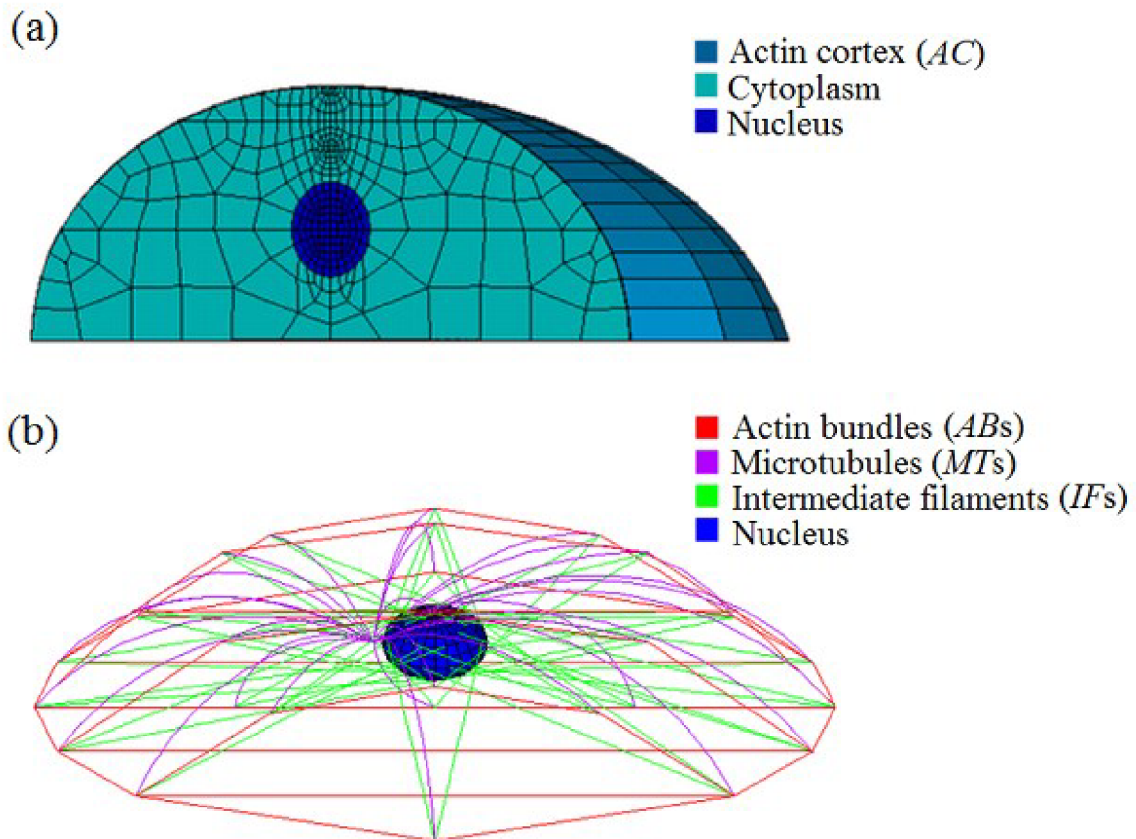 (a)
Actin cortex (AC)
Cytoplasm
Nucleus
(b)
Actin bundles (ABs)
Microtubules (MTs)
Intermediate filaments (IFs)
Nucleus